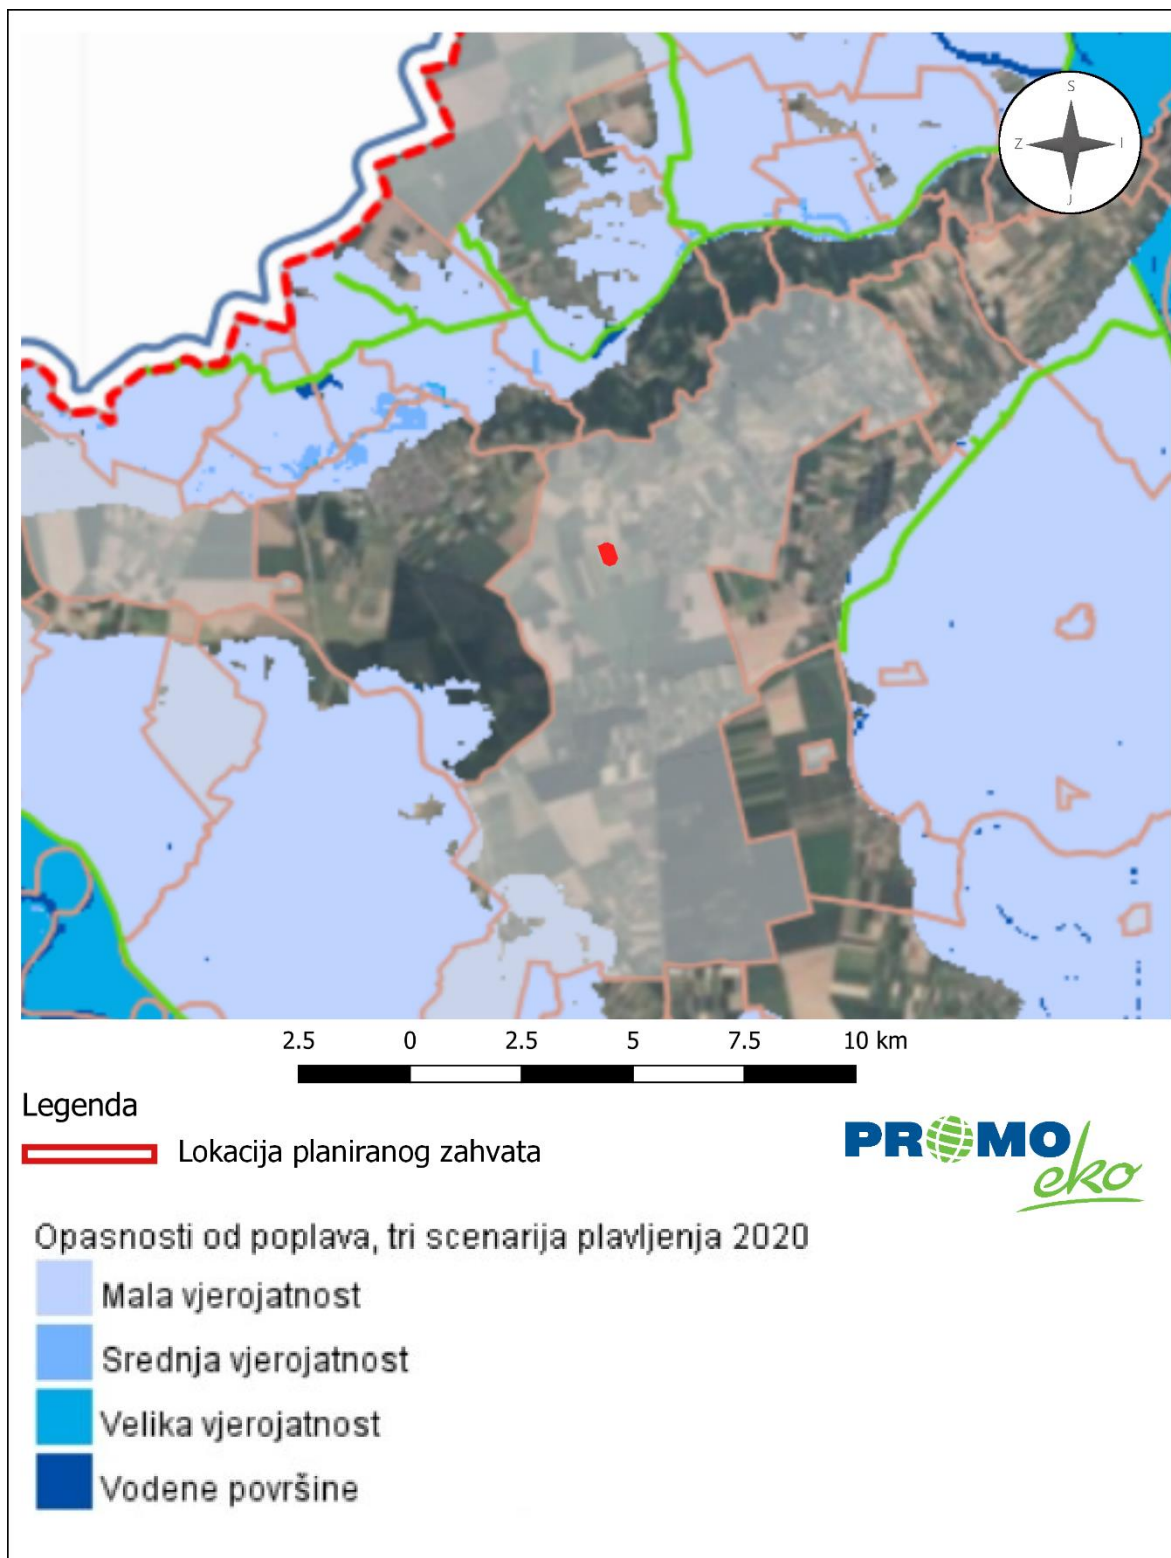 S
Z I
J
2.5 0 2.5 5 7.5 10 km
Legenda
Lokacija planiranog zahvata
PROMO
eko
Opasnosti od poplava, tri scenarija plavljenja 2020
Mala vjerojatnost
Srednja vjerojatnost
Velika vjerojatnost
Vodene površine